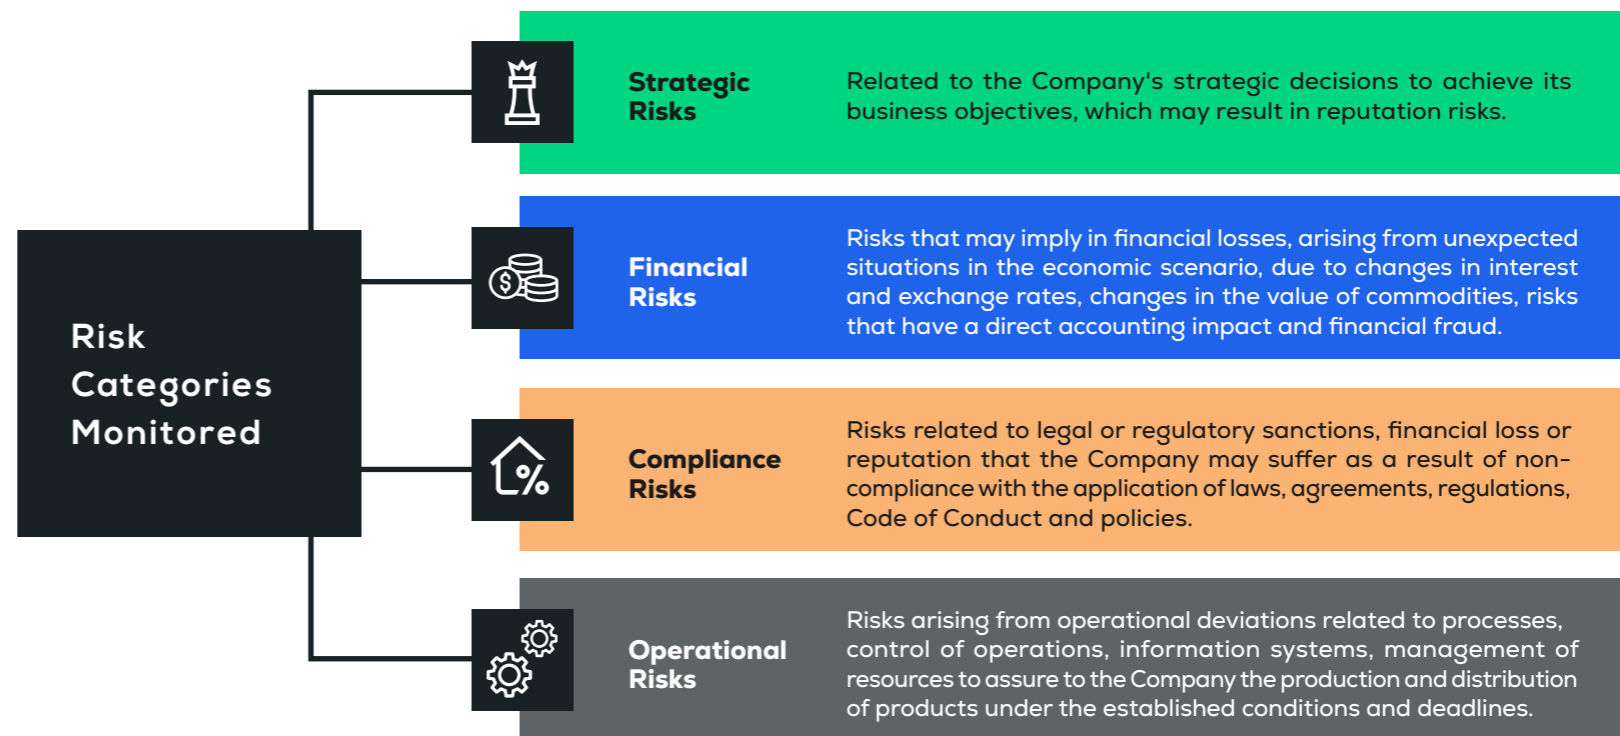 Risk
Categories
Monitored
Strategic
Risks
Related to the Company's strategic decisions to achieve its
business objectives, which may result in reputation risks.
$
Financial
Risks
Risks that may imply in financial losses, arising from unexpected
situations in the economic scenario, due to changes in interest
and exchange rates, changes in the value of commodities, risks
that have a direct accounting impact and financial fraud.
%
Compliance
Risks
Risks related to legal or regulatory sanctions, financial loss or
reputation that the Company may suffer as a result of non-
compliance with the application of laws, agreements, regulations,
Code of Conduct and policies.
Operational
Risks
Risks arising from operational deviations related to processes,
control of operations, information systems, management of
resources to assure to the Company the production and distribution
of products under the established conditions and deadlines.